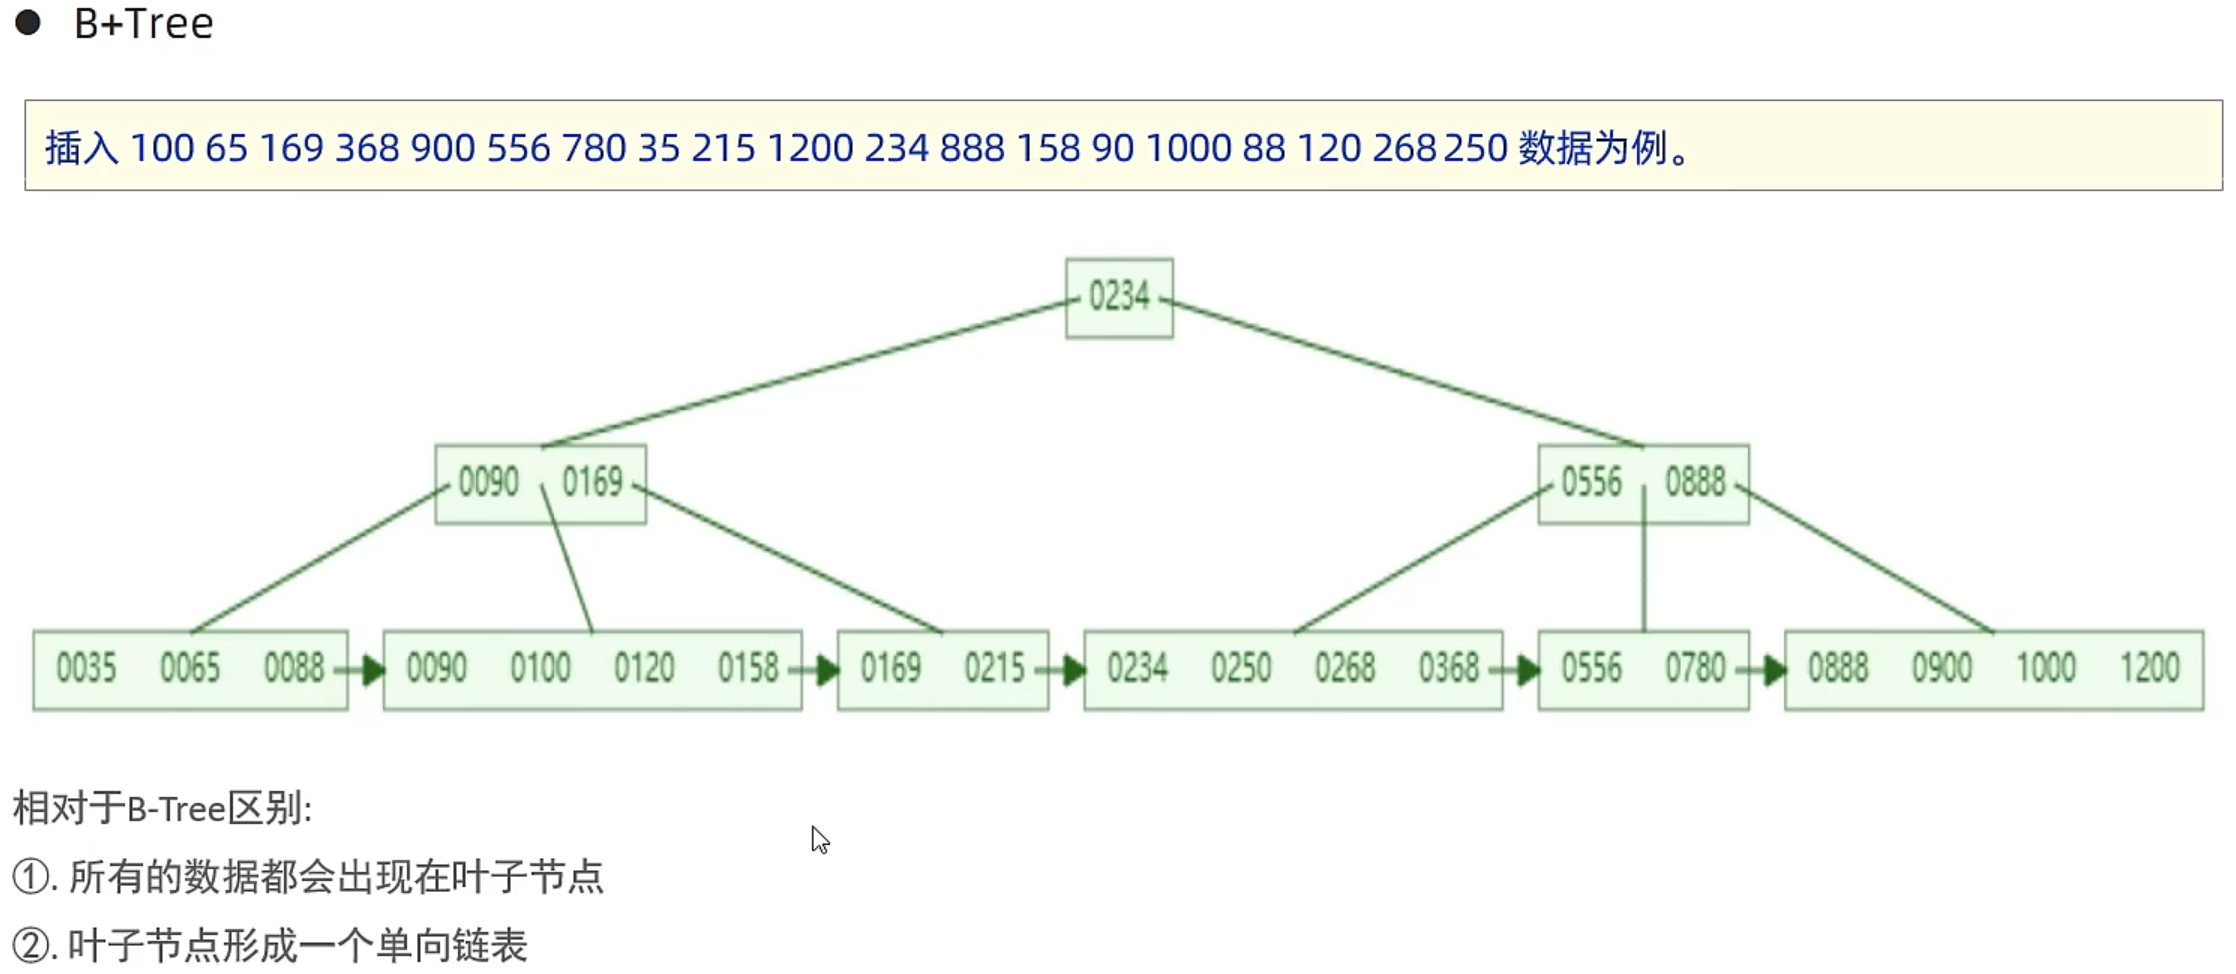 ● B+Tree
插入 100 65 169 368 900 556 780 35 215 1200 234 888 158 90 1000 88 120 268 250 数据为例。
0234
0090 0169 0556 0888
0035 0065 0088 0090 0100 0120 0158 0169 0215 0234 0250 0268 0368 0556 0780 0888 0900 1000 1200
相对于B-Tree区别:
①. 所有的数据都会出现在叶子节点
②. 叶子节点形成一个单向链表